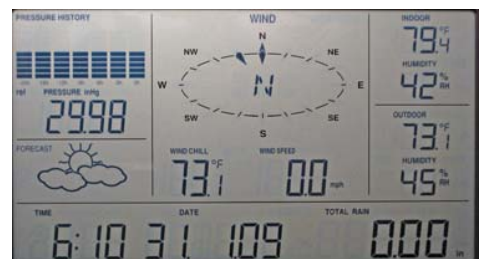 PRESSURE HISTORY
REL PRESSURE inHg
29.98
FORECAST
WIND
N
NW NE
W N E
SW SE
S
WIND CHILL WIND SPEED
73.1 °F 0.0 mph
INDOOR
79.4 °F
HUMIDITY
42 % RH
OUTDOOR
73.1 °F
HUMIDITY
45 % RH
TIME DATE TOTAL RAIN
6:10 31. 1.09 0.00 in